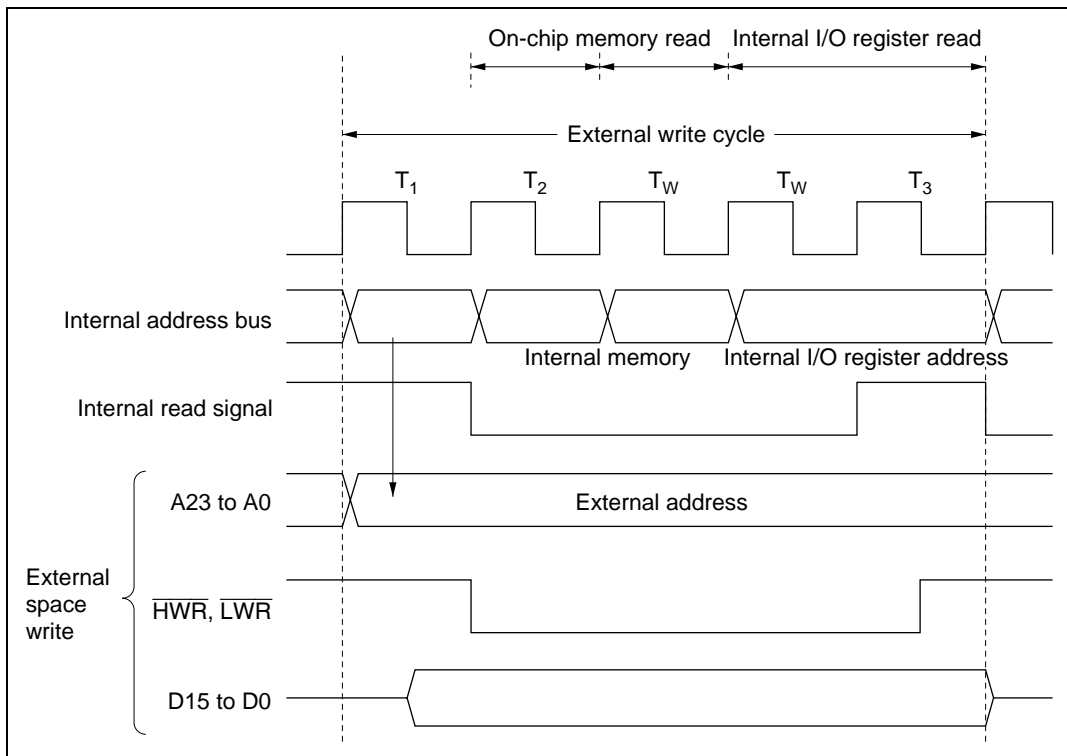 On-chip memory read Internal I/O register read
External write cycle
T1 T2 TW TW T3
Internal address bus
Internal memory Internal I/O register address
Internal read signal
A23 to A0 External address
External
space
write
HWR, LWR
D15 to D0